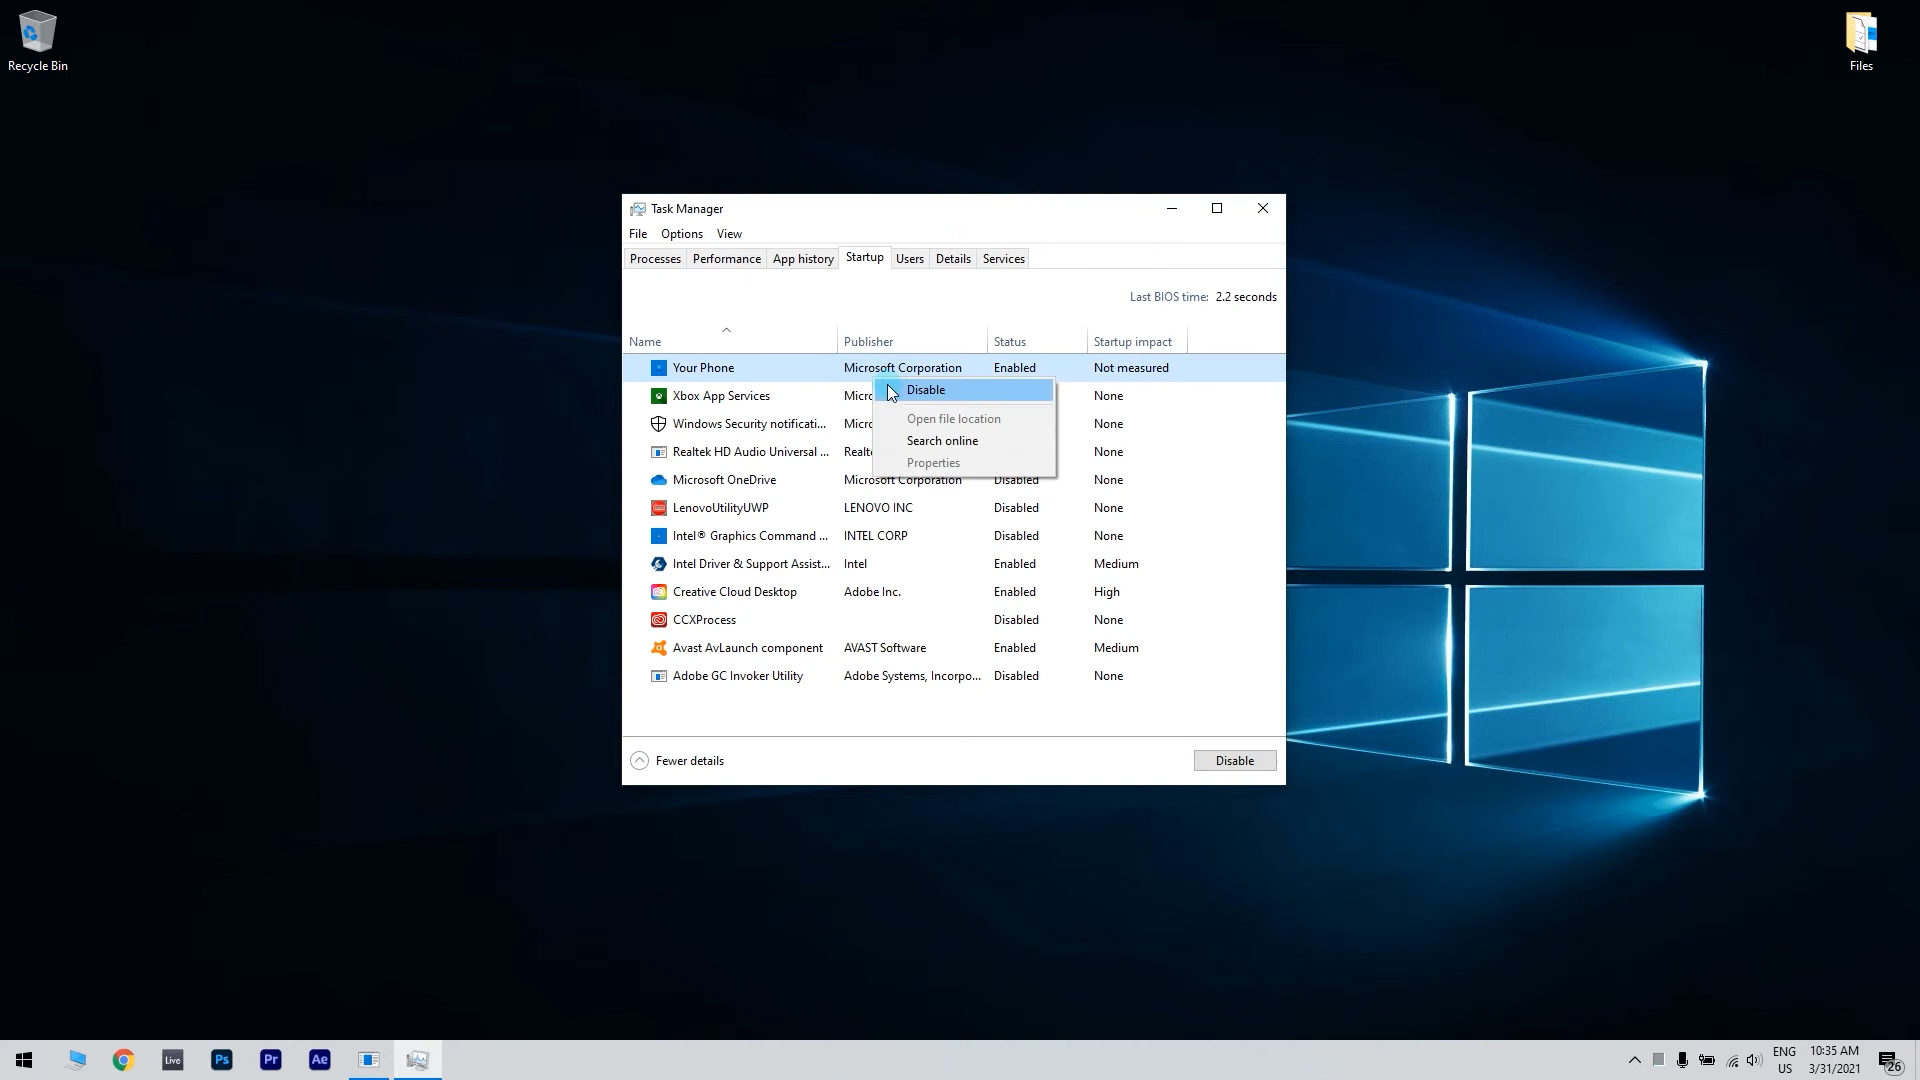 Recycle Bin
Files
Task Manager
File Options View
Processes Performance App history Startup Users Details Services
Last BIOS time: 2.2 seconds
Name Publisher Status Startup impact
Your Phone Microsoft Corporation Enabled Not measured
Disable
Xbox App Services Micro None
Open file location
Windows Security notificati... Micro None
Search online
Realtek HD Audio Universal ... Realte None
Properties
Microsoft OneDrive Microsoft Corporation Disabled None
LenovoUtilityUWP LENOVO INC Disabled None
Intel® Graphics Command ... INTEL CORP Disabled None
Intel Driver & Support Assist... Intel Enabled Medium
Creative Cloud Desktop Adobe Inc. Enabled High
CCXProcess Disabled None
Avast AvLaunch component AVAST Software Enabled Medium
Adobe GC Invoker Utility Adobe Systems, Incorpo... Disabled None
Fewer details Disable
Live Ps Pr Ae
ENG 10:35 AM
US 3/31/2021 26